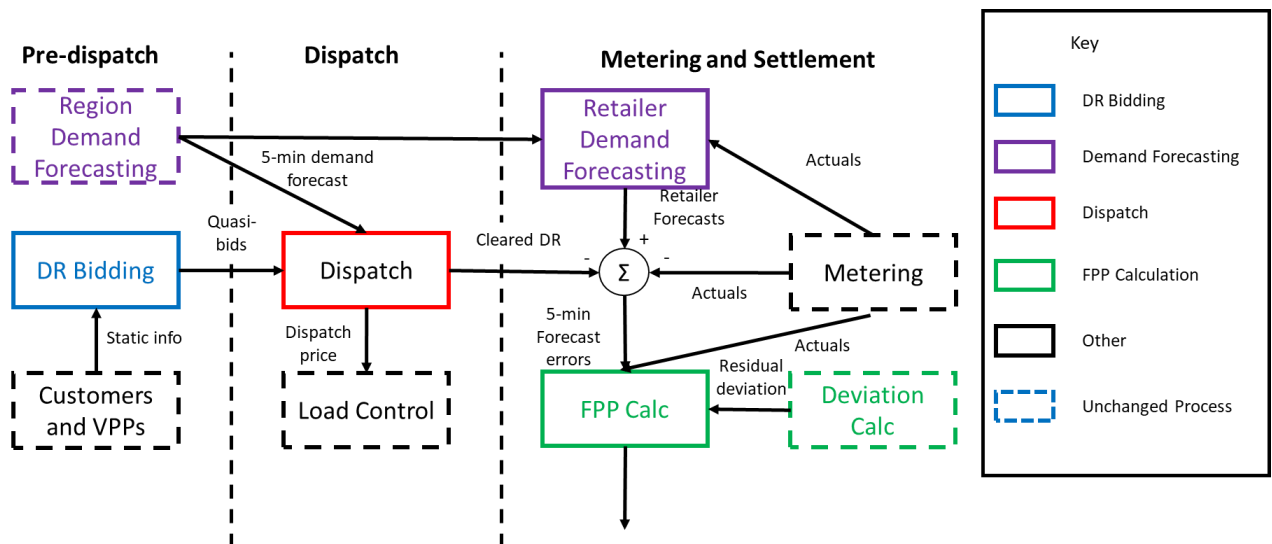 Pre-dispatch
Dispatch
Metering and Settlement
Key
Region
Demand
Forecasting
5-min demand
forecast
Retailer
Demand
Forecasting
Actuals
Retailer
Forecasts
DR Bidding
Quasi-
bids
Dispatch
Cleared DR
-
+
-
Σ
Actuals
Metering
Static info
Dispatch
price
5-min
Forecast
errors
Actuals
Residual
deviation
Customers
and VPPs
Load Control
FPP Calc
Deviation
Calc
DR Bidding
Demand Forecasting
Dispatch
FPP Calculation
Other
Unchanged Process